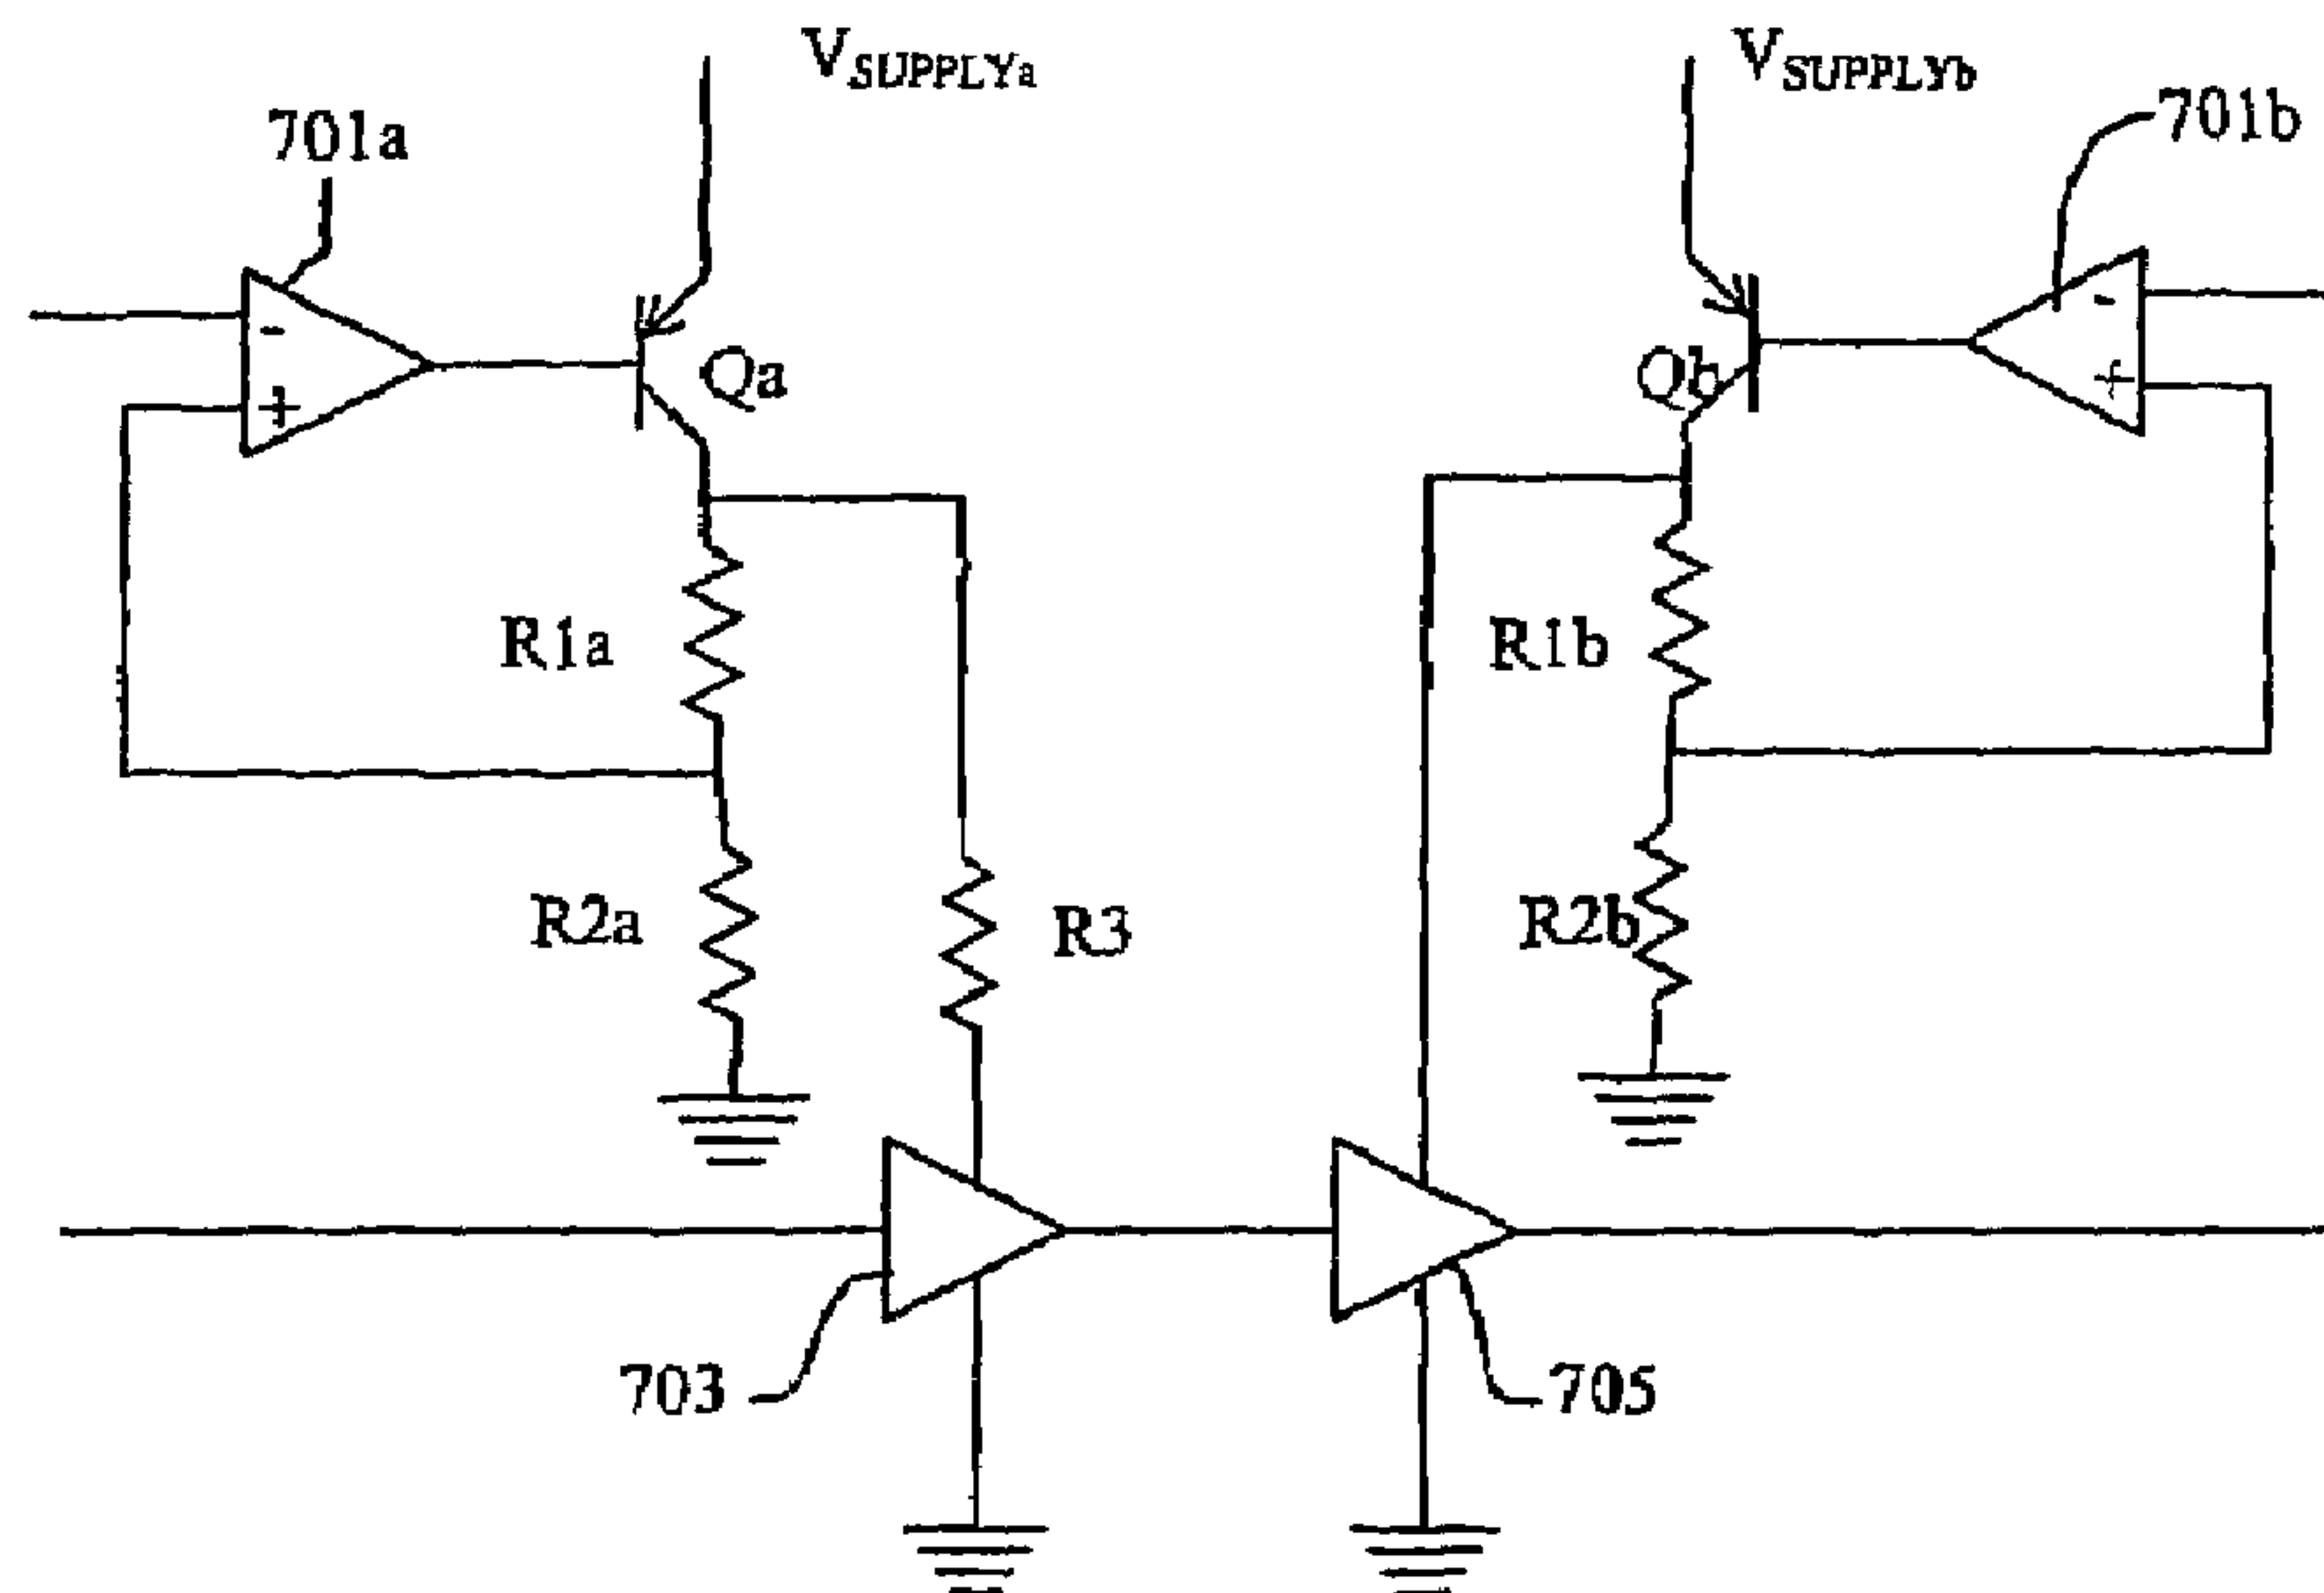 VSUPPLYa
VSUPPLYb
701a
701b
-
-
Qa
Qb
+
+
R1a
R1b
R2a
R3
R2b
703
705